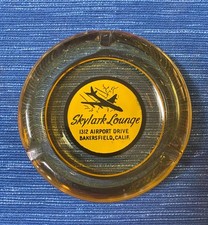 Skylark Lounge
1312 AIRPORT DRIVE
BAKERSFIELD, CALIF.